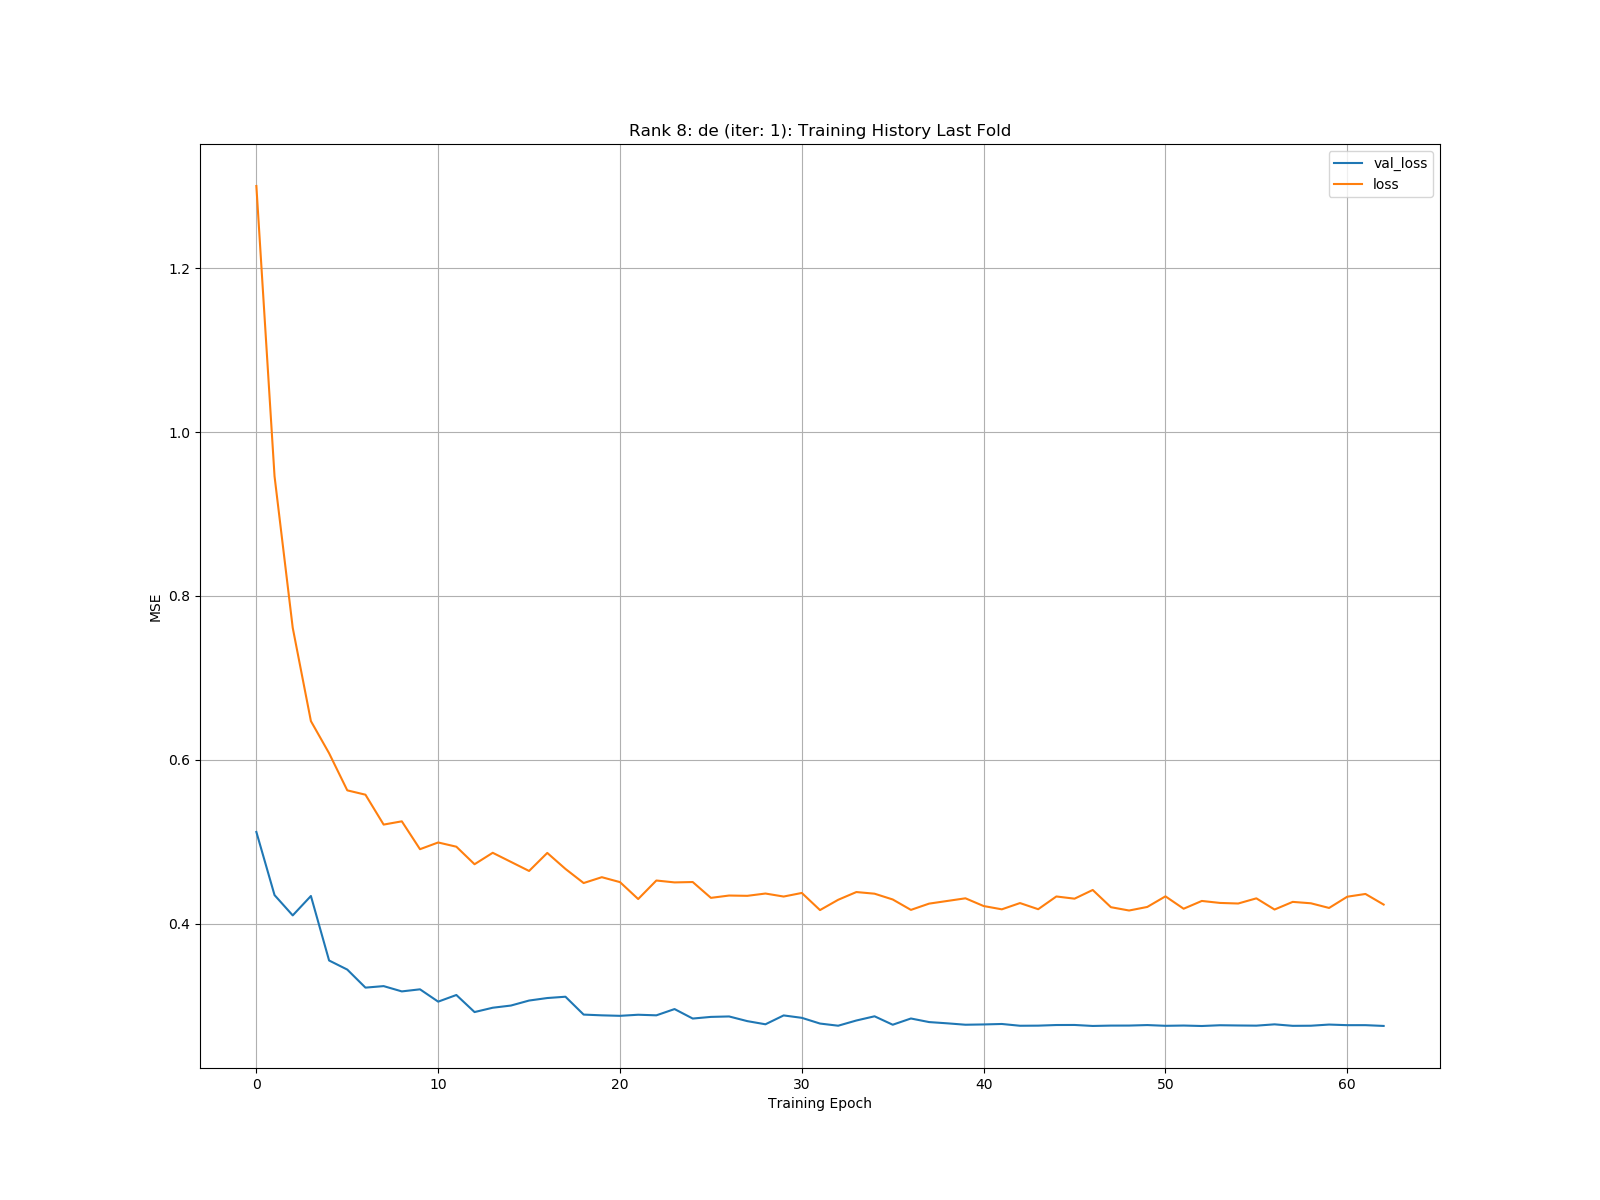 Rank 8: de (iter: 1): Training History Last Fold
val_loss
loss
MSE
1.2
1.0
0.8
0.6
0.4
0 10 20 30 40 50 60
Training Epoch